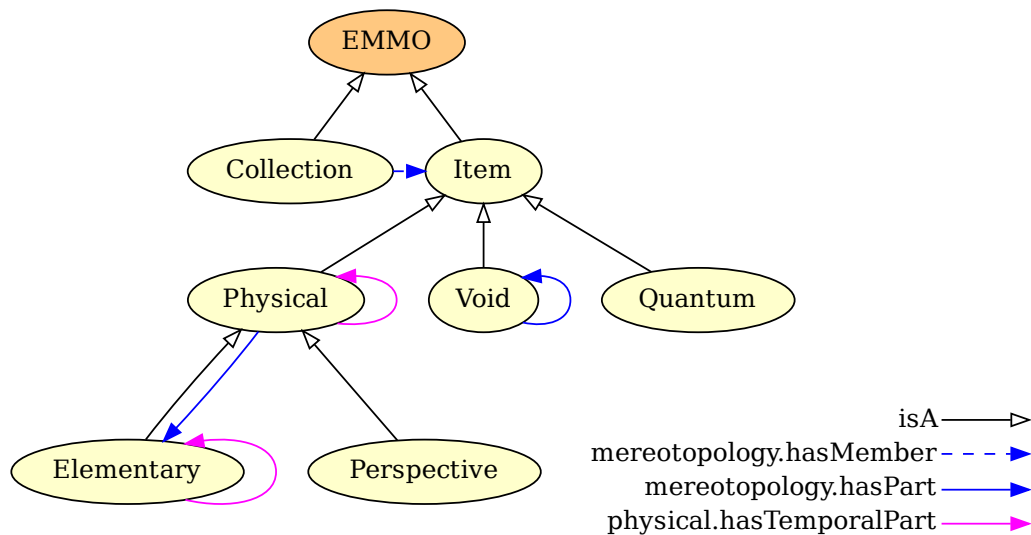 EMMO
Collection
Item
Physical
Void
Quantum
Elementary
Perspective
isA
mereotopology.hasMember
mereotopology.hasPart
physical.hasTemporalPart